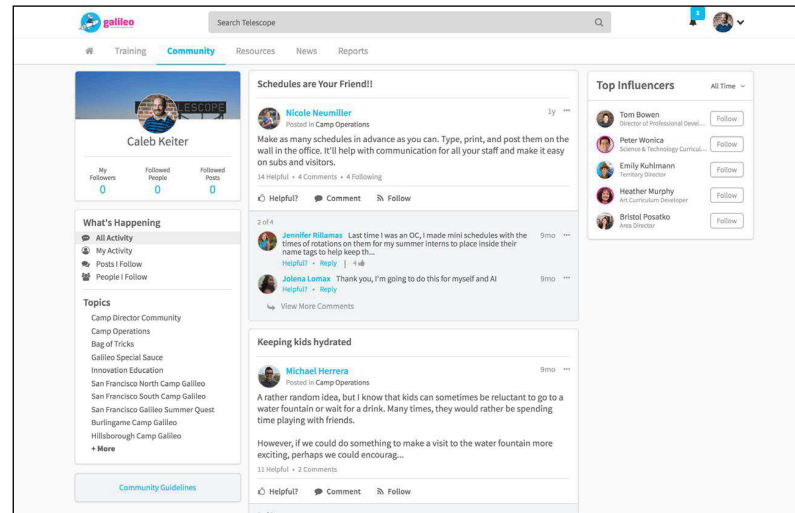 galileo
Search Telescope
3
Training Community Resources News Reports
TELESCOPE
Caleb Keiter
My Followers
0
Followed People
0
Followed Posts
0
What's Happening
All Activity
My Activity
Posts I Follow
People I Follow
Topics
Camp Director Community
Camp Operations
Bag of Tricks
Galileo Special Sauce
Innovation Education
San Francisco North Camp Galileo
San Francisco South Camp Galileo
San Francisco Galileo Summer Quest
Burlingame Camp Galileo
Hillsborough Camp Galileo
+ More
Community Guidelines
Schedules are Your Friend!!
Nicole Neumiller 1y
Posted in Camp Operations
Make as many schedules in advance as you can. Type, print, and post them on the
wall in the office. It'll help with communication for all your staff and make it easy
on subs and visitors.
14 Helpful • 4 Comments • 4 Following
Helpful? Comment Follow
2 of 4
Jennifer Rillamas Last time I was an OC, I made mini schedules with the 9mo
times of rotations on them for my summer interns to place inside their
name tags to help keep th...
Helpful? • Reply | 4
Jolena Lomax Thank you, I'm going to do this for myself and AI 9mo
Helpful? • Reply
View More Comments
Keeping kids hydrated
Michael Herrera 9mo
Posted in Camp Operations
A rather random idea, but I know that kids can sometimes be reluctant to go to a
water fountain or wait for a drink. Many times, they would rather be spending
time playing with friends.
However, if we could do something to make a visit to the water fountain more
exciting, perhaps we could encourag...
11 Helpful • 2 Comments
Helpful? Comment Follow
Top Influencers All Time
Tom Bowen
Director of Professional Devel...
Follow
Peter Wonica
Science & Technology Curricul...
Follow
Emily Kuhlmann
Territory Director
Follow
Heather Murphy
Art Curriculum Developer
Follow
Bristol Posatko
Area Director
Follow